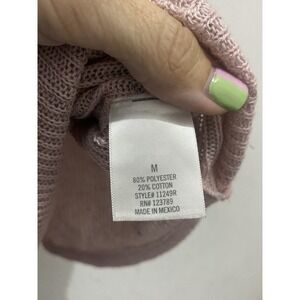 M
80% POLYESTER
20% COTTON
STYLE# 11249R
RN# 123789
MADE IN MEXICO